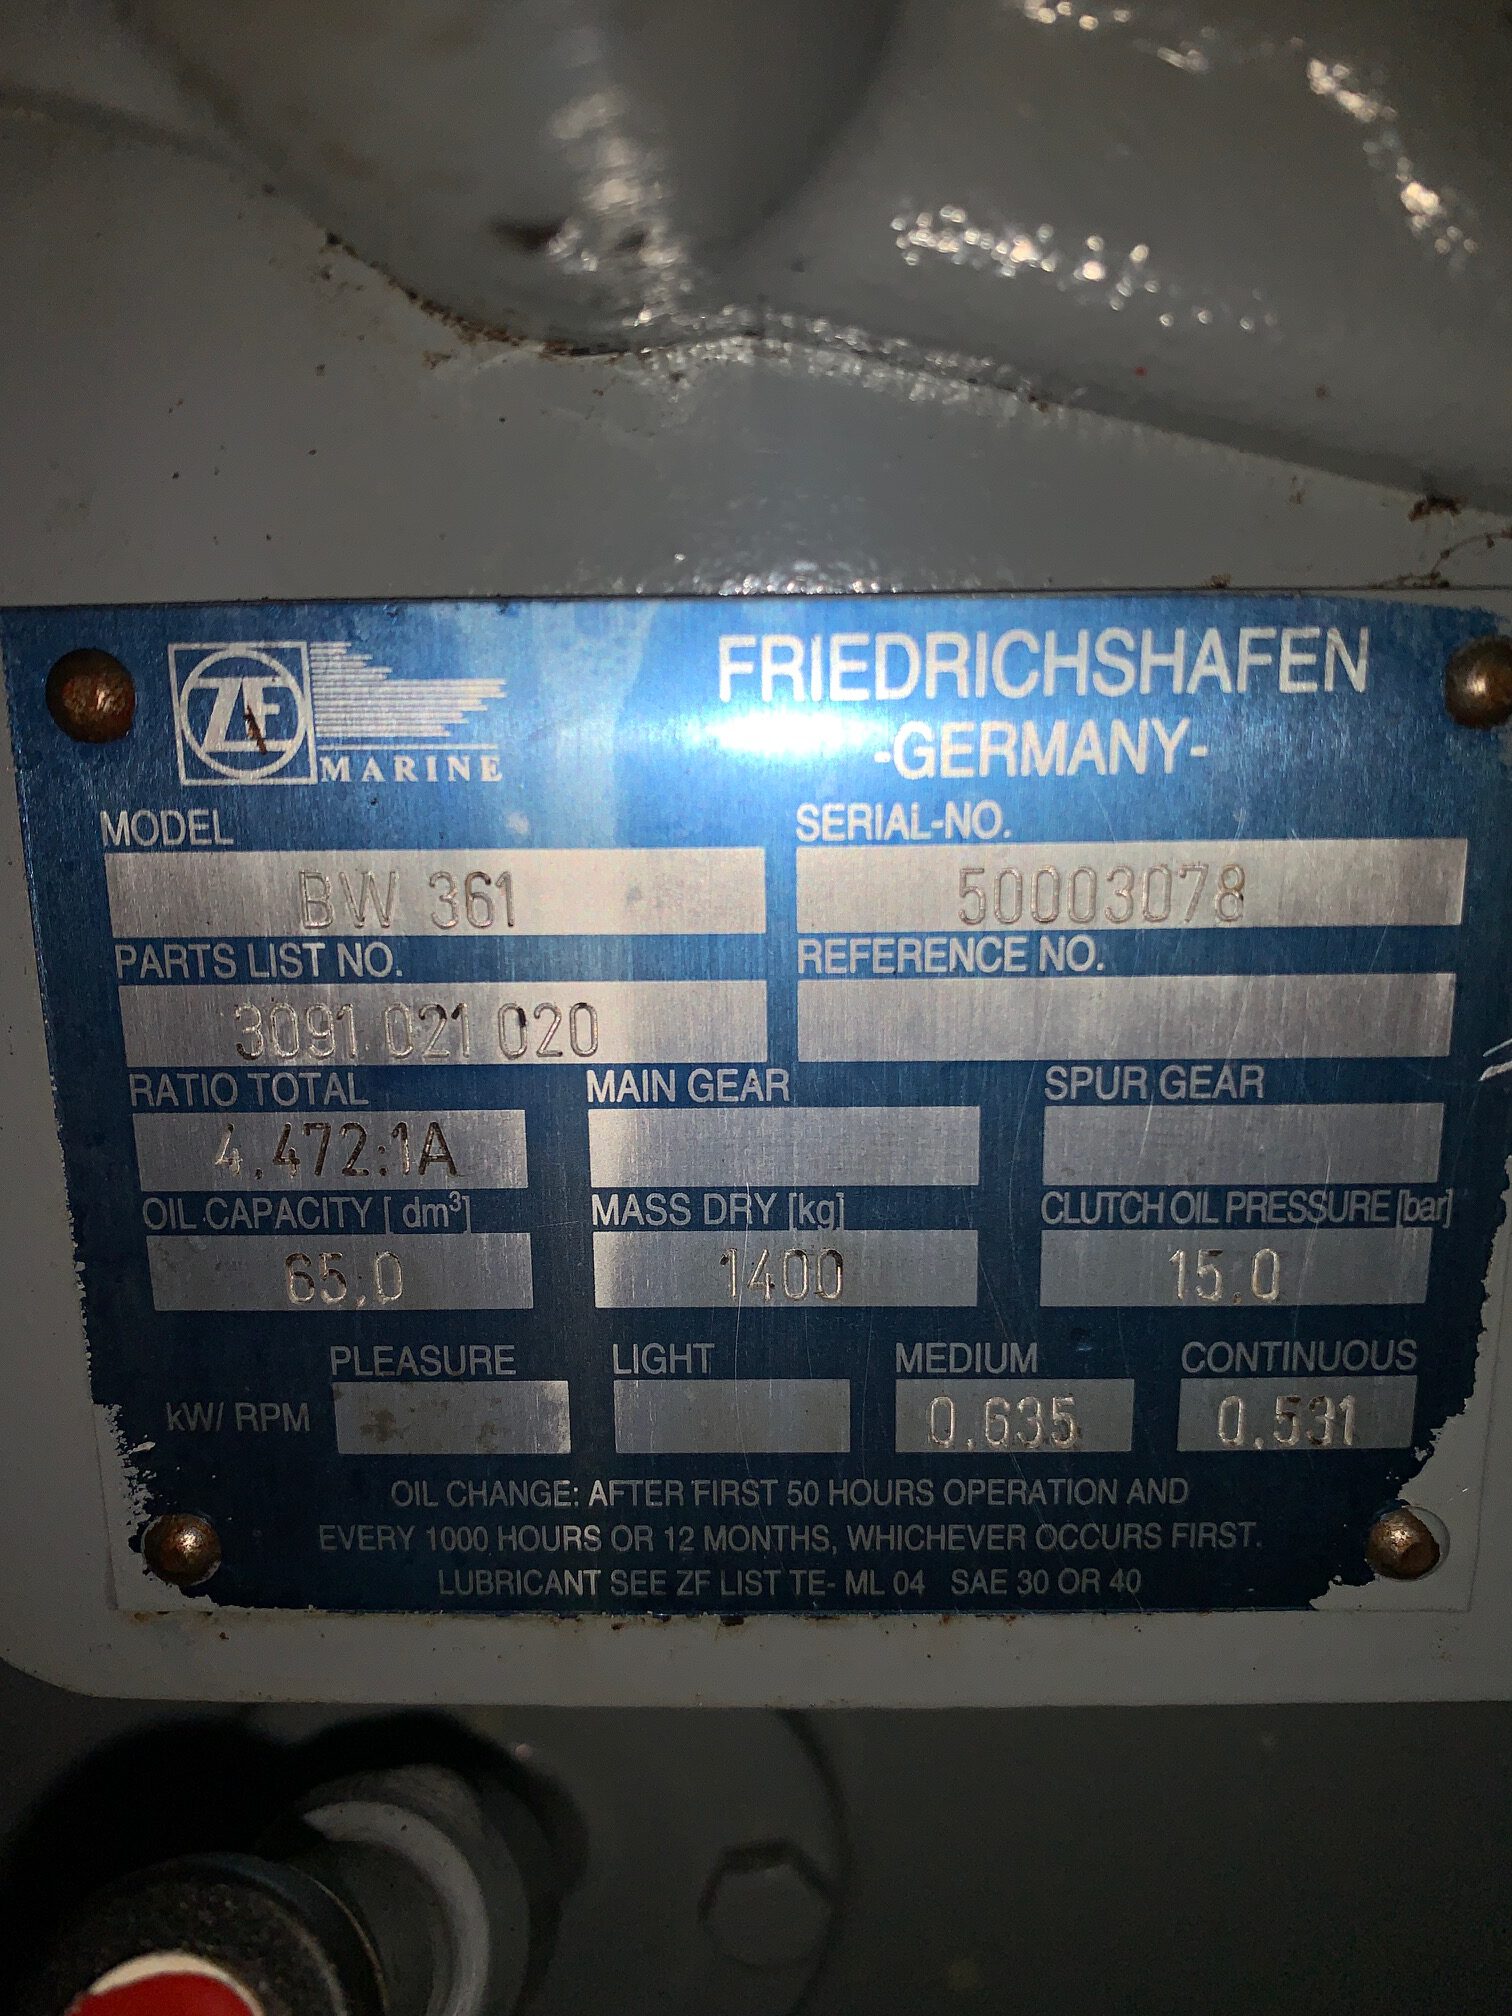 ZF
MARINE
FRIEDRICHSHAFEN
-GERMANY-
MODEL
BW 361
SERIAL-NO.
50003078
PARTS LIST NO.
3091 021 020
REFERENCE NO.
RATIO TOTAL
4,472:1A
MAIN GEAR
SPUR GEAR
OIL CAPACITY [ dm³]
65,0
MASS DRY [kg]
1400
CLUTCH OIL PRESSURE [bar]
15,0
PLEASURE LIGHT MEDIUM CONTINUOUS
kW/ RPM 0,635 0,531
OIL CHANGE: AFTER FIRST 50 HOURS OPERATION AND
EVERY 1000 HOURS OR 12 MONTHS, WHICHEVER OCCURS FIRST.
LUBRICANT SEE ZF LIST TE- ML 04 SAE 30 OR 40